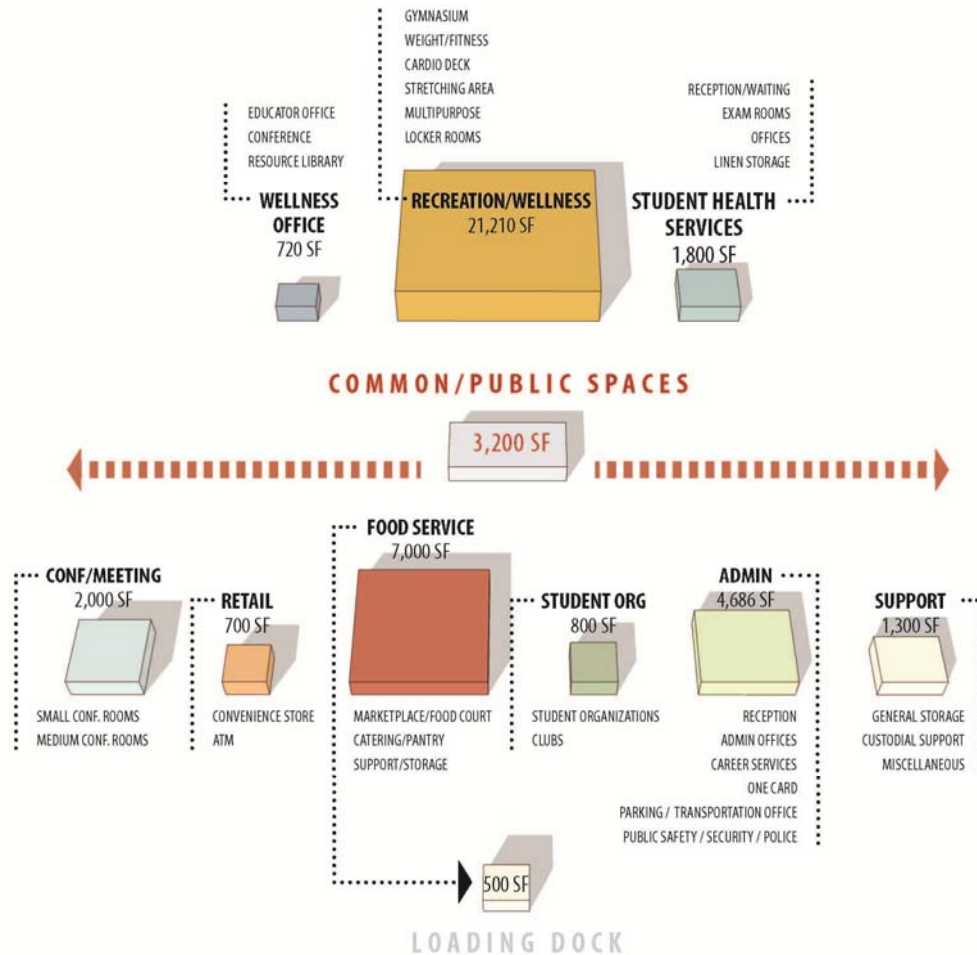 GYMNASIUM
WEIGHT/FITNESS
CARDIO DECK
STRETCHING AREA
MULTIPURPOSE
LOCKER ROOMS
EDUCATOR OFFICE
CONFERENCE
RESOURCE LIBRARY
RECEPTION/WAITING
EXAM ROOMS
OFFICES
LINEN STORAGE
WELLNESS
OFFICE
720 SF
RECREATION/WELLNESS
21,210 SF
STUDENT HEALTH
SERVICES
1,800 SF
COMMON/PUBLIC SPACES
3,200 SF
CONF/MEETING
2,000 SF
SMALL CONF. ROOMS
MEDIUM CONF. ROOMS
RETAIL
700 SF
CONVENIENCE STORE
ATM
FOOD SERVICE
7,000 SF
MARKETPLACE/FOOD COURT
CATERING/PANTRY
SUPPORT/STORAGE
STUDENT ORG
800 SF
STUDENT ORGANIZATIONS
CLUBS
ADMIN
4,686 SF
RECEPTION
ADMIN OFFICES
CAREER SERVICES
ONE CARD
PARKING / TRANSPORTATION OFFICE
PUBLIC SAFETY / SECURITY / POLICE
SUPPORT
1,300 SF
GENERAL STORAGE
CUSTODIAL SUPPORT
MISCELLANEOUS
500 SF
LOADING DOCK